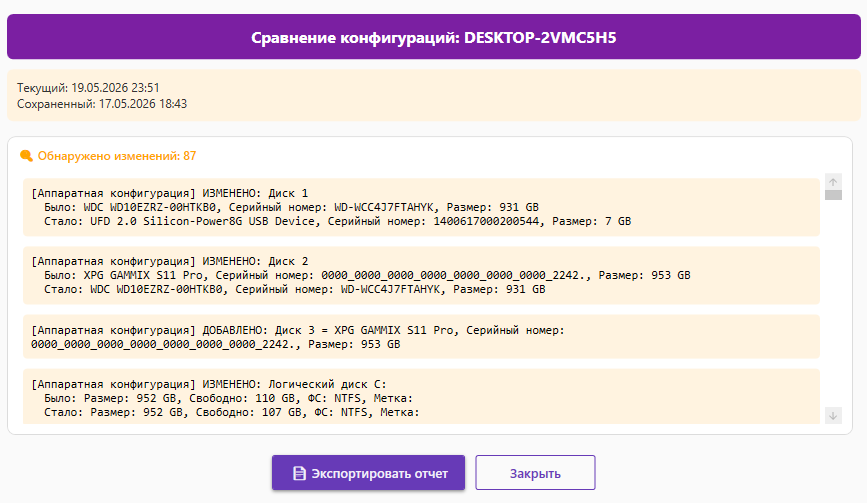 Сравнение конфигураций: DESKTOP-2VMC5H5
Текущий: 19.05.2026 23:51
Сохраненный: 17.05.2026 18:43
Обнаружено изменений: 87
[Аппаратная конфигурация] ИЗМЕНЕНО: Диск 1
Было: WDC WD10EZRZ-00HTKB0, Серийный номер: WD-WCC4J7FTAHYK, Размер: 931 GB
Стало: UFD 2.0 Silicon-Power8G USB Device, Серийный номер: 1400617000200544, Размер: 7 GB
[Аппаратная конфигурация] ИЗМЕНЕНО: Диск 2
Было: XPG GAMMIX S11 Pro, Серийный номер: 0000_0000_0000_0000_0000_0000_0000_2242., Размер: 953 GB
Стало: WDC WD10EZRZ-00HTKB0, Серийный номер: WD-WCC4J7FTAHYK, Размер: 931 GB
[Аппаратная конфигурация] ДОБАВЛЕНО: Диск 3 = XPG GAMMIX S11 Pro, Серийный номер:
0000_0000_0000_0000_0000_0000_0000_2242., Размер: 953 GB
[Аппаратная конфигурация] ИЗМЕНЕНО: Логический диск C:
Было: Размер: 952 GB, Свободно: 110 GB, ФС: NTFS, Метка:
Стало: Размер: 952 GB, Свободно: 107 GB, ФС: NTFS, Метка:
Экспортировать отчет
Закрыть